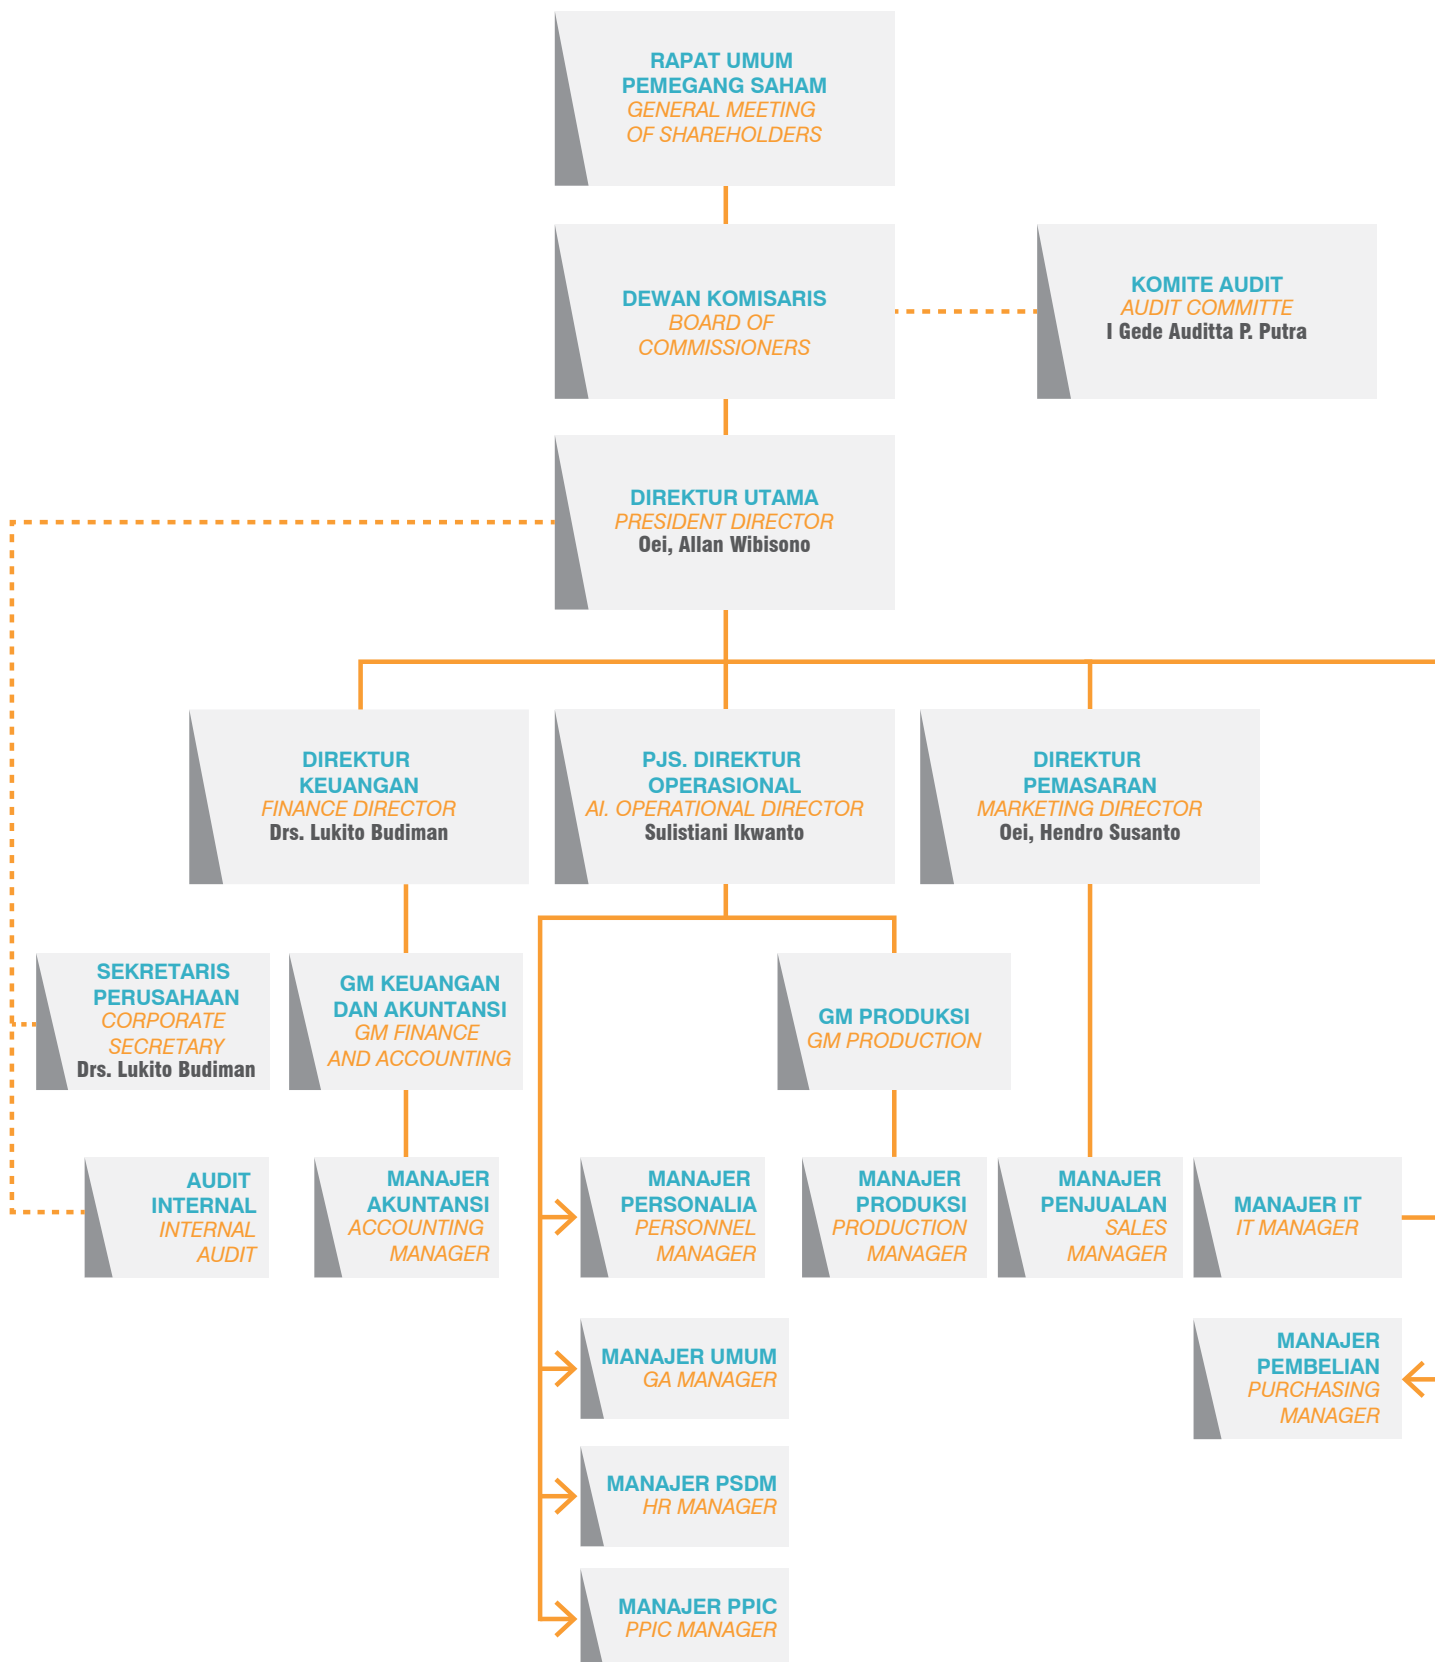 RAPAT UMUM
PEMEGANG SAHAM
GENERAL MEETING
OF SHAREHOLDERS
DEWAN KOMISARIS
BOARD OF
COMMISSIONERS
KOMITE AUDIT
AUDIT COMMITTE
I Gede Auditta P. Putra
DIREKTUR UTAMA
PRESIDENT DIRECTOR
Oei, Allan Wibisono
DIREKTUR
KEUANGAN
FINANCE DIRECTOR
Drs. Lukito Budiman
PJS. DIREKTUR
OPERASIONAL
AI. OPERATIONAL DIRECTOR
Sulistiani Ikwanto
DIREKTUR
PEMASARAN
MARKETING DIRECTOR
Oei, Hendro Susanto
SEKRETARIS
PERUSAHAAN
CORPORATE
SECRETARY
Drs. Lukito Budiman
GM KEUANGAN
DAN AKUNTANSI
GM FINANCE
AND ACCOUNTING
GM PRODUKSI
GM PRODUCTION
AUDIT
INTERNAL
INTERNAL
AUDIT
MANAJER
AKUNTANSI
ACCOUNTING
MANAGER
MANAJER
PERSONALIA
PERSONNEL
MANAGER
MANAJER
PRODUKSI
PRODUCTION
MANAGER
MANAJER
PENJUALAN
SALES
MANAGER
MANAJER IT
IT MANAGER
MANAJER UMUM
GA MANAGER
MANAJER
PEMBELIAN
PURCHASING
MANAGER
MANAJER PSDM
HR MANAGER
MANAJER PPIC
PPIC MANAGER